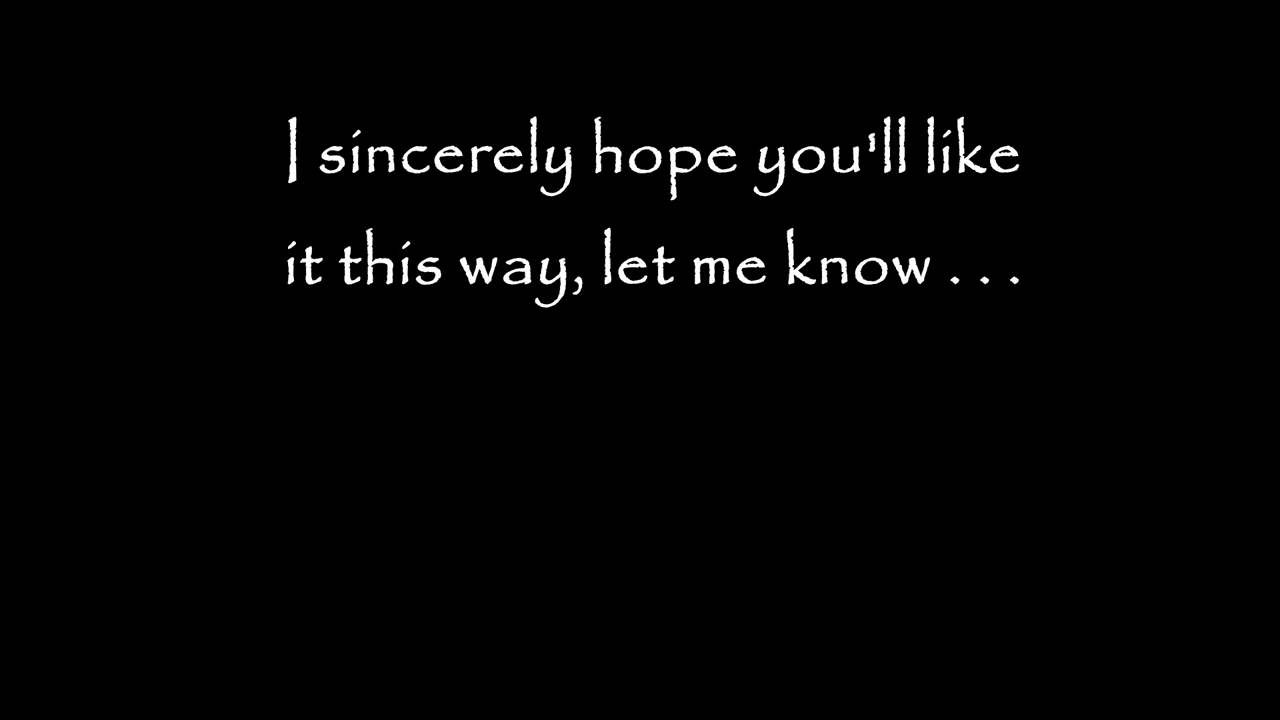 I sincerely hope you'll like
it this way, let me know . . .